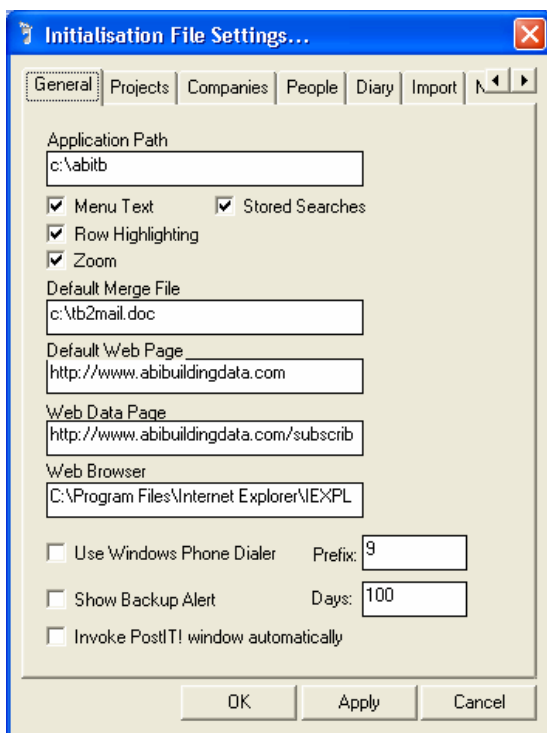 Initialisation File Settings...
General Projects Companies People Diary Import
Application Path
c:\abitb
Menu Text Stored Searches
Row Highlighting
Zoom
Default Merge File
c:\tb2mail.doc
Default Web Page
http://www.abibuildingdata.com
Web Data Page
http://www.abibuildingdata.com/subscrib
Web Browser
C:\Program Files\Internet Explorer\IEXPL
Use Windows Phone Dialer Prefix: 9
Show Backup Alert Days: 100
Invoke PostIT! window automatically
OK Apply Cancel